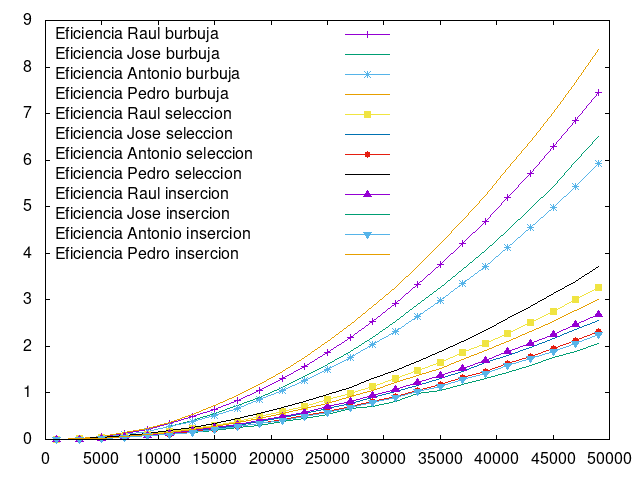 9
8
7
6
5
4
3
2
1
0
Eficiencia Raul burbuja
Eficiencia Jose burbuja
Eficiencia Antonio burbuja
Eficiencia Pedro burbuja
Eficiencia Raul seleccion
Eficiencia Jose seleccion
Eficiencia Antonio seleccion
Eficiencia Pedro seleccion
Eficiencia Raul insercion
Eficiencia Jose insercion
Eficiencia Antonio insercion
Eficiencia Pedro insercion
0 5000 10000 15000 20000 25000 30000 35000 40000 45000 50000